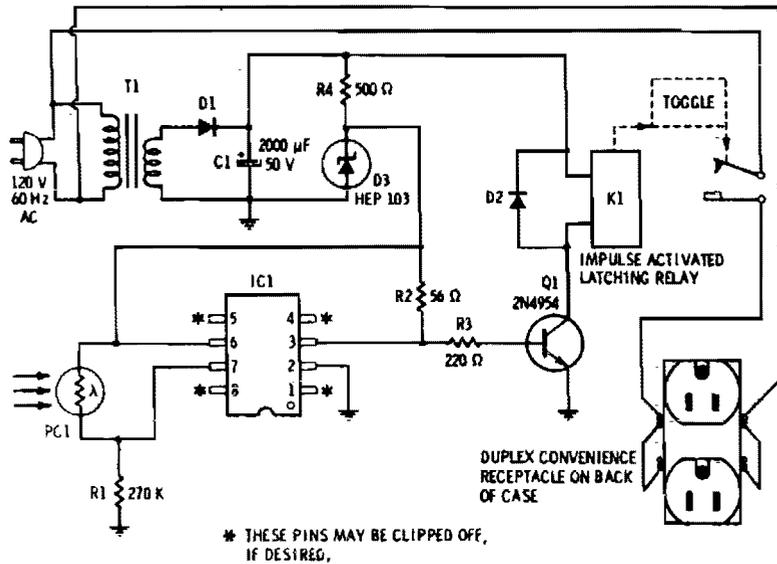 T1
D1
R4
500 Ω
TOGGLE
2000 µF
50 V
C1
+
120 V
60 Hz
AC
D3
HEP 103
D2
K1
IMPULSE ACTIVATED
LATCHING RELAY
IC1
R2
56 Ω
Q1
2N4954
* 5
4 *
6
3
R3
220 Ω
7
2
* 8
1 *
λ
PC1
R1
270 K
DUPLEX CONVENIENCE
RECEPTACLE ON BACK
OF CASE
* THESE PINS MAY BE CLIPPED OFF,
IF DESIRED,